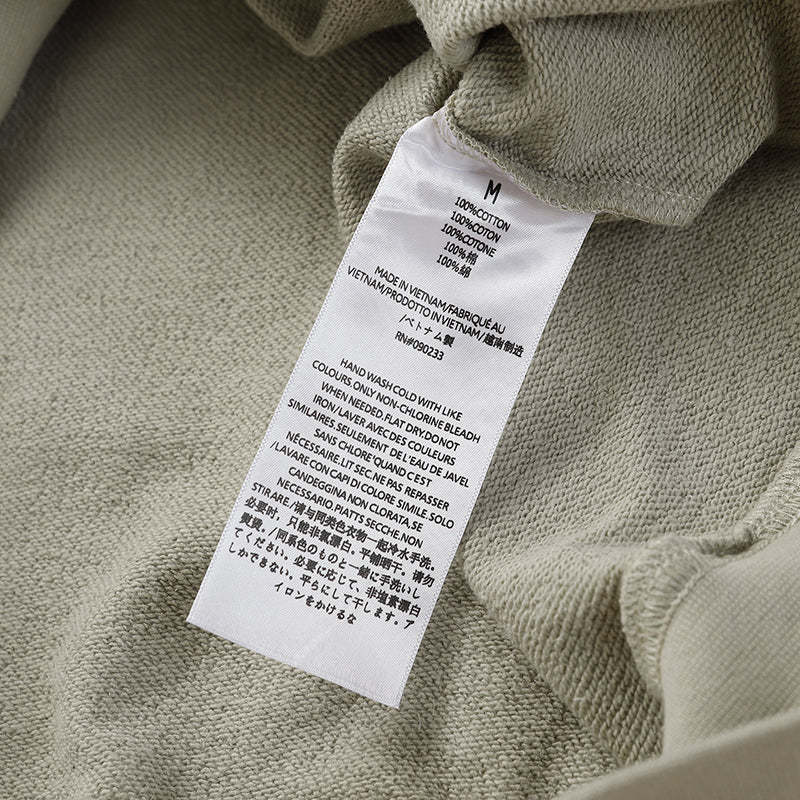 M
100%COTTON
100%COTON
100%COTONE
100%棉
100%綿
MADE IN VIETNAM/FABRIQUÉ AU
VIETNAM/PRODOTTO IN VIETNAM/越南制造
/ベトナム製
RN#090233
HAND WASH COLD WITH LIKE
COLOURS. ONLY NON-CHLORINE BLEADH
WHEN NEEDED. FLAT DRY. DO NOT
IRON/LAVER AVEC DES COULEURS
SIMILAIRES. SEULEMENT DE L'EAU DE JAVEL
SANS CHLORE'QUAND C'EST
NÉCESSAIRE. LIT SEC. NE PAS REPASSER
/LAVARE CON CAPI DI COLORE SIMILE. SOLO
CANDEGGINA NON CLORATA. SE
NECESSARIO. PIATTS SECCHE. NON
STIRARE./请与同类色衣物一起冷水手洗。
必要时，只能非氯漂白。平铺晒干。请勿
熨烫。/同系色のものと一緒に手洗いし
てください。必要に応じて、非塩素漂白
しかできない。平らにして干します。ア
イロンをかけるな